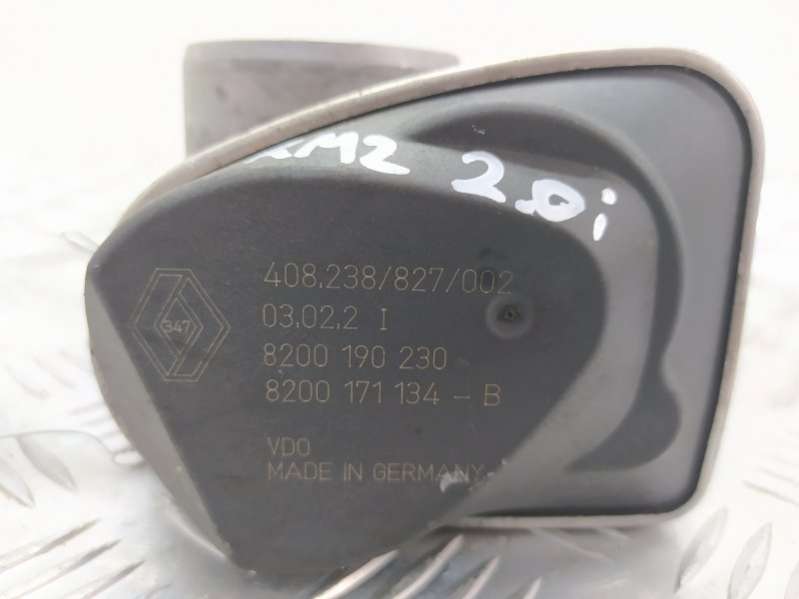 2.0i
408.238/827/002
03.02.2 I
347
8200 190 230
8200 171 134 - B
VDO
MADE IN GERMANY